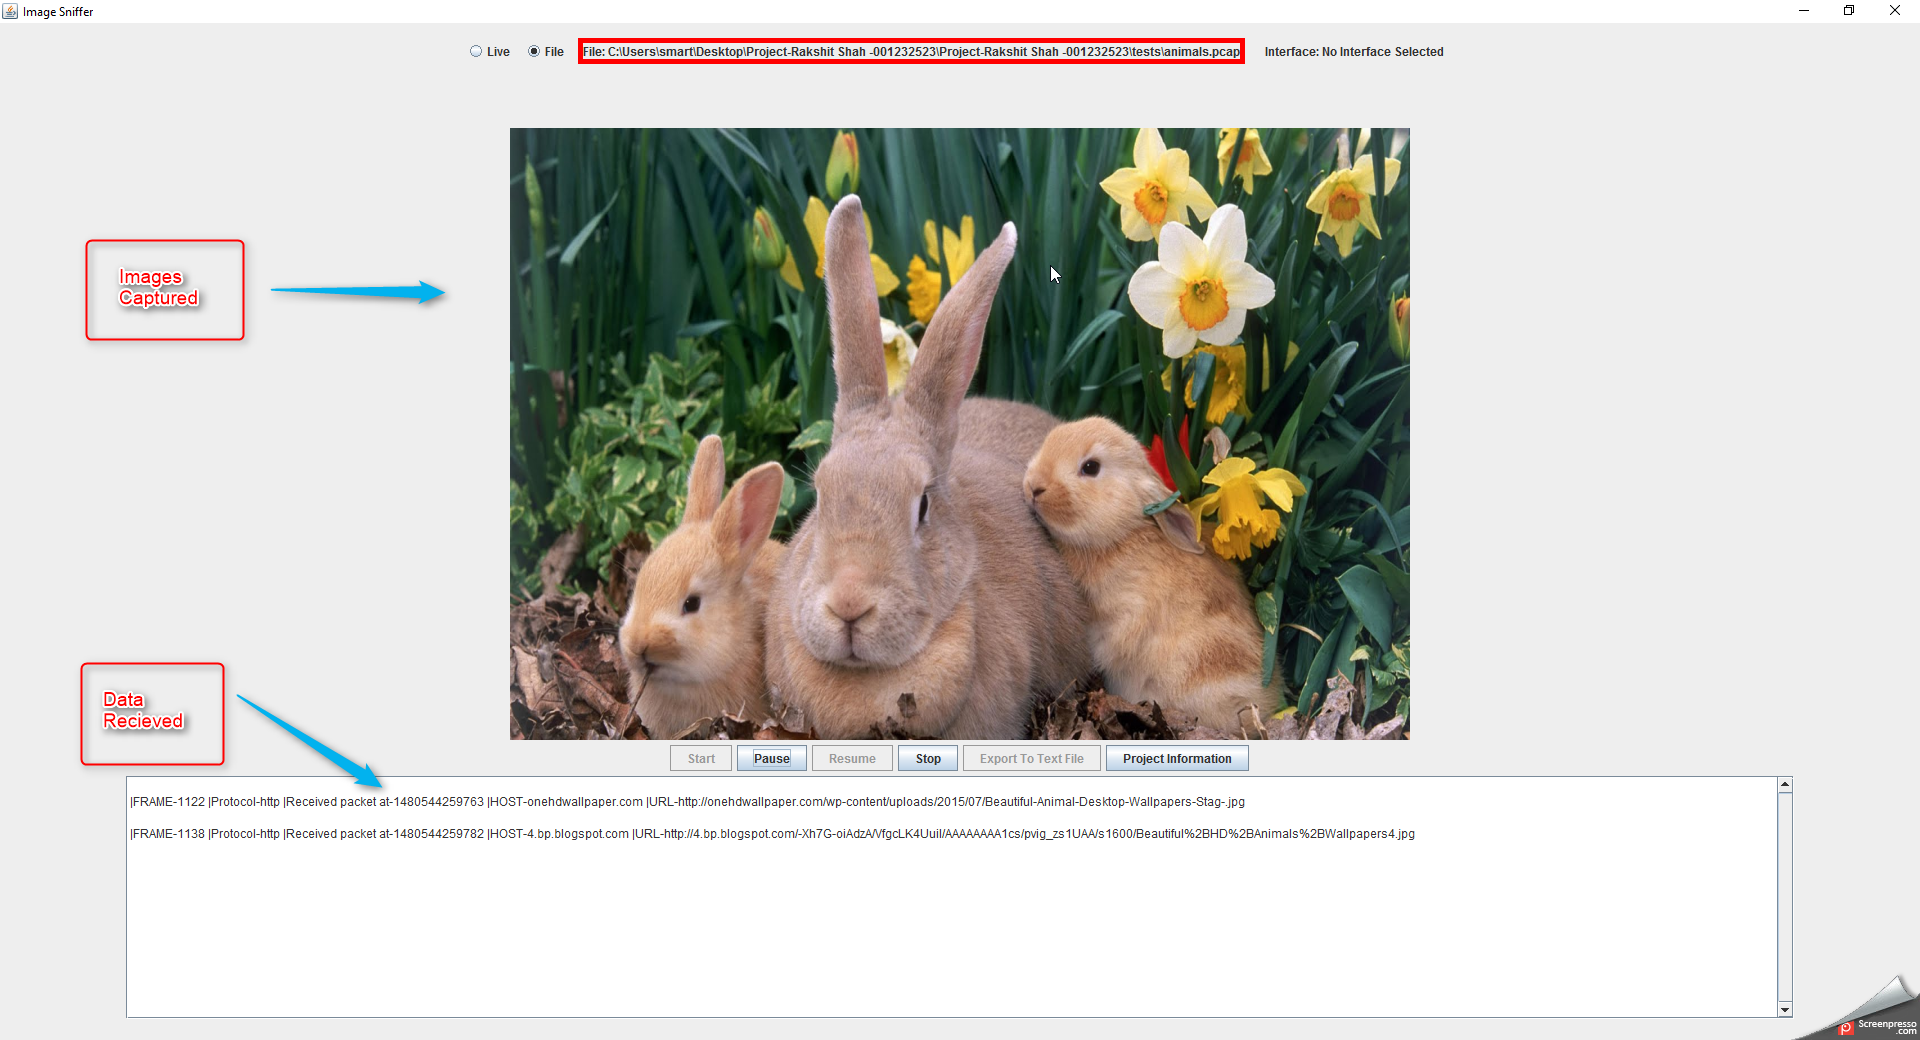 Image Sniffer
Live File File: C:\Users\smart\Desktop\Project-Rakshit Shah -001232523\Project-Rakshit Shah -001232523\tests\animals.pcap Interface: No Interface Selected
Images
Captured
Data
Recieved
Start Pause Resume Stop Export To Text File Project Information
|FRAME-1122 |Protocol-http |Received packet at-1480544259763 |HOST-onehdwallpaper.com |URL-http://onehdwallpaper.com/wp-content/uploads/2015/07/Beautiful-Animal-Desktop-Wallpapers-Stag-.jpg
|FRAME-1138 |Protocol-http |Received packet at-1480544259782 |HOST-4.bp.blogspot.com |URL-http://4.bp.blogspot.com/-Xh7G-oiAdzA/VfgcLK4UuiI/AAAAAAAA1cs/pvig_zs1UAA/s1600/Beautiful%2BHD%2BAnimals%2BWallpapers4.jpg
Screenpresso
.com